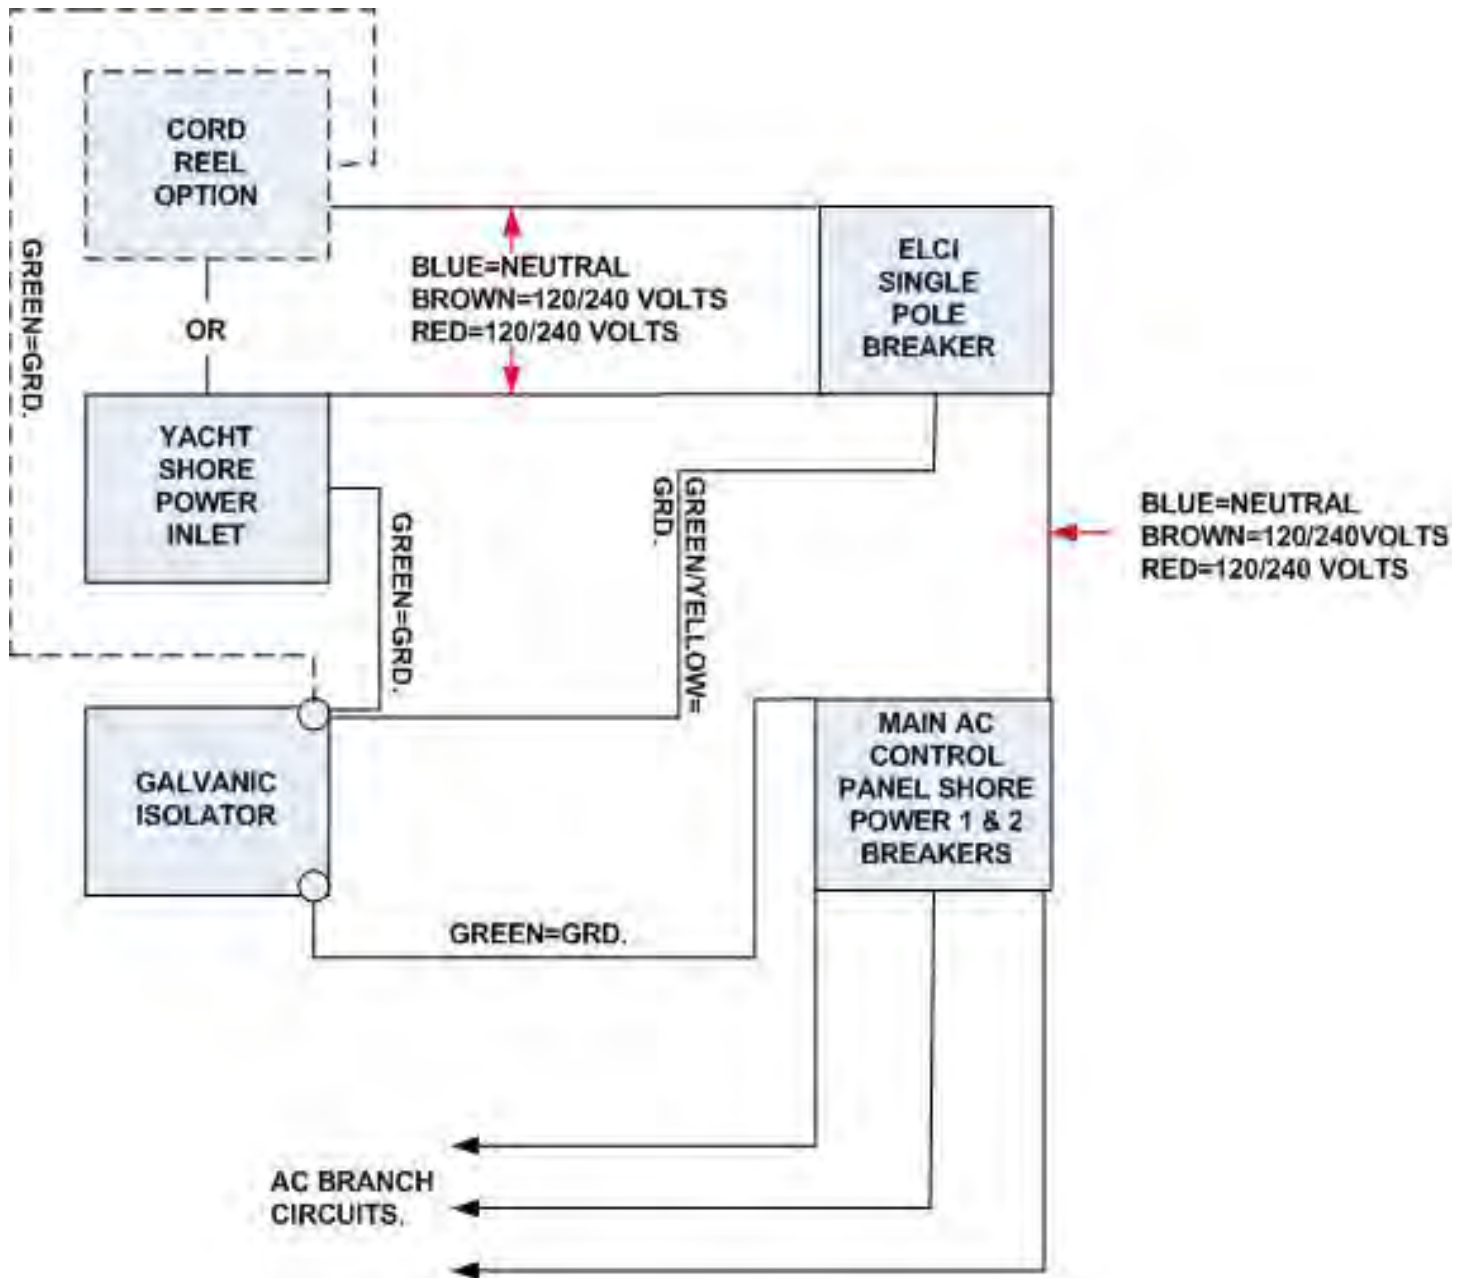 CORD
REEL
OPTION
GREEN=GRD.
OR
BLUE=NEUTRAL
BROWN=120/240 VOLTS
RED=120/240 VOLTS
ELCI
SINGLE
POLE
BREAKER
YACHT
SHORE
POWER
INLET
GREEN=GRD.
GREEN/YELLOW=
GRD.
BLUE=NEUTRAL
BROWN=120/240VOLTS
RED=120/240 VOLTS
GALVANIC
ISOLATOR
MAIN AC
CONTROL
PANEL SHORE
POWER 1 & 2
BREAKERS
GREEN=GRD.
AC BRANCH
CIRCUITS.